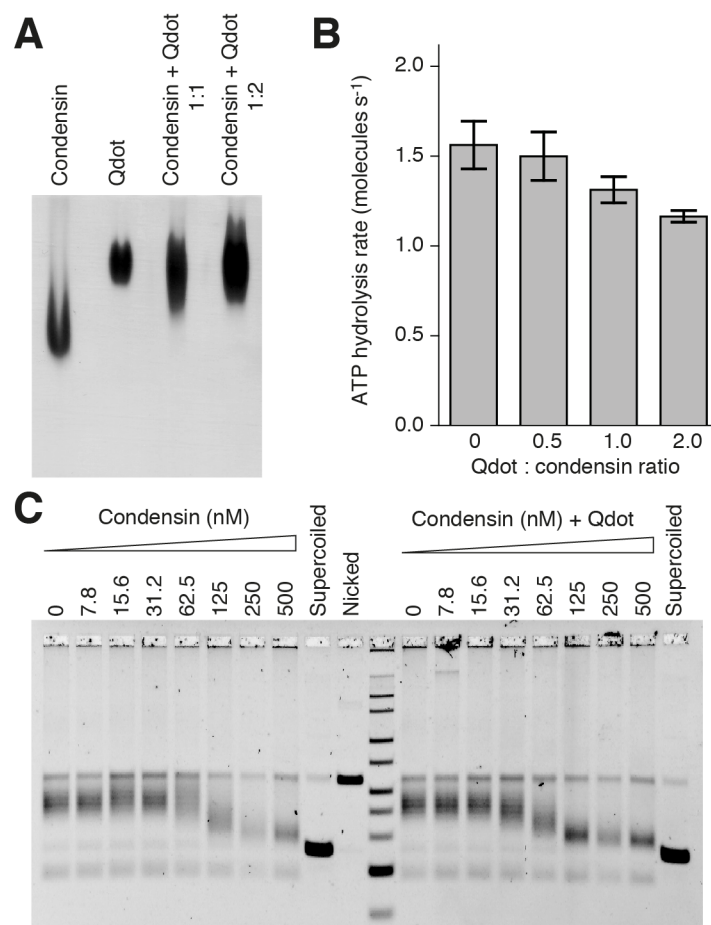 A
Condensin
Qdot
Condensin + Qdot
1:1
Condensin + Qdot
1:2
B
ATP hydrolysis rate (molecules s-1)
2.0
1.5
1.0
0.5
0.0
0 0.5 1.0 2.0
Qdot : condensin ratio
C
Condensin (nM)
0 7.8 15.6 31.2 62.5 125 250 500 Supercoiled Nicked
Condensin (nM) + Qdot
0 7.8 15.6 31.2 62.5 125 250 500 Supercoiled